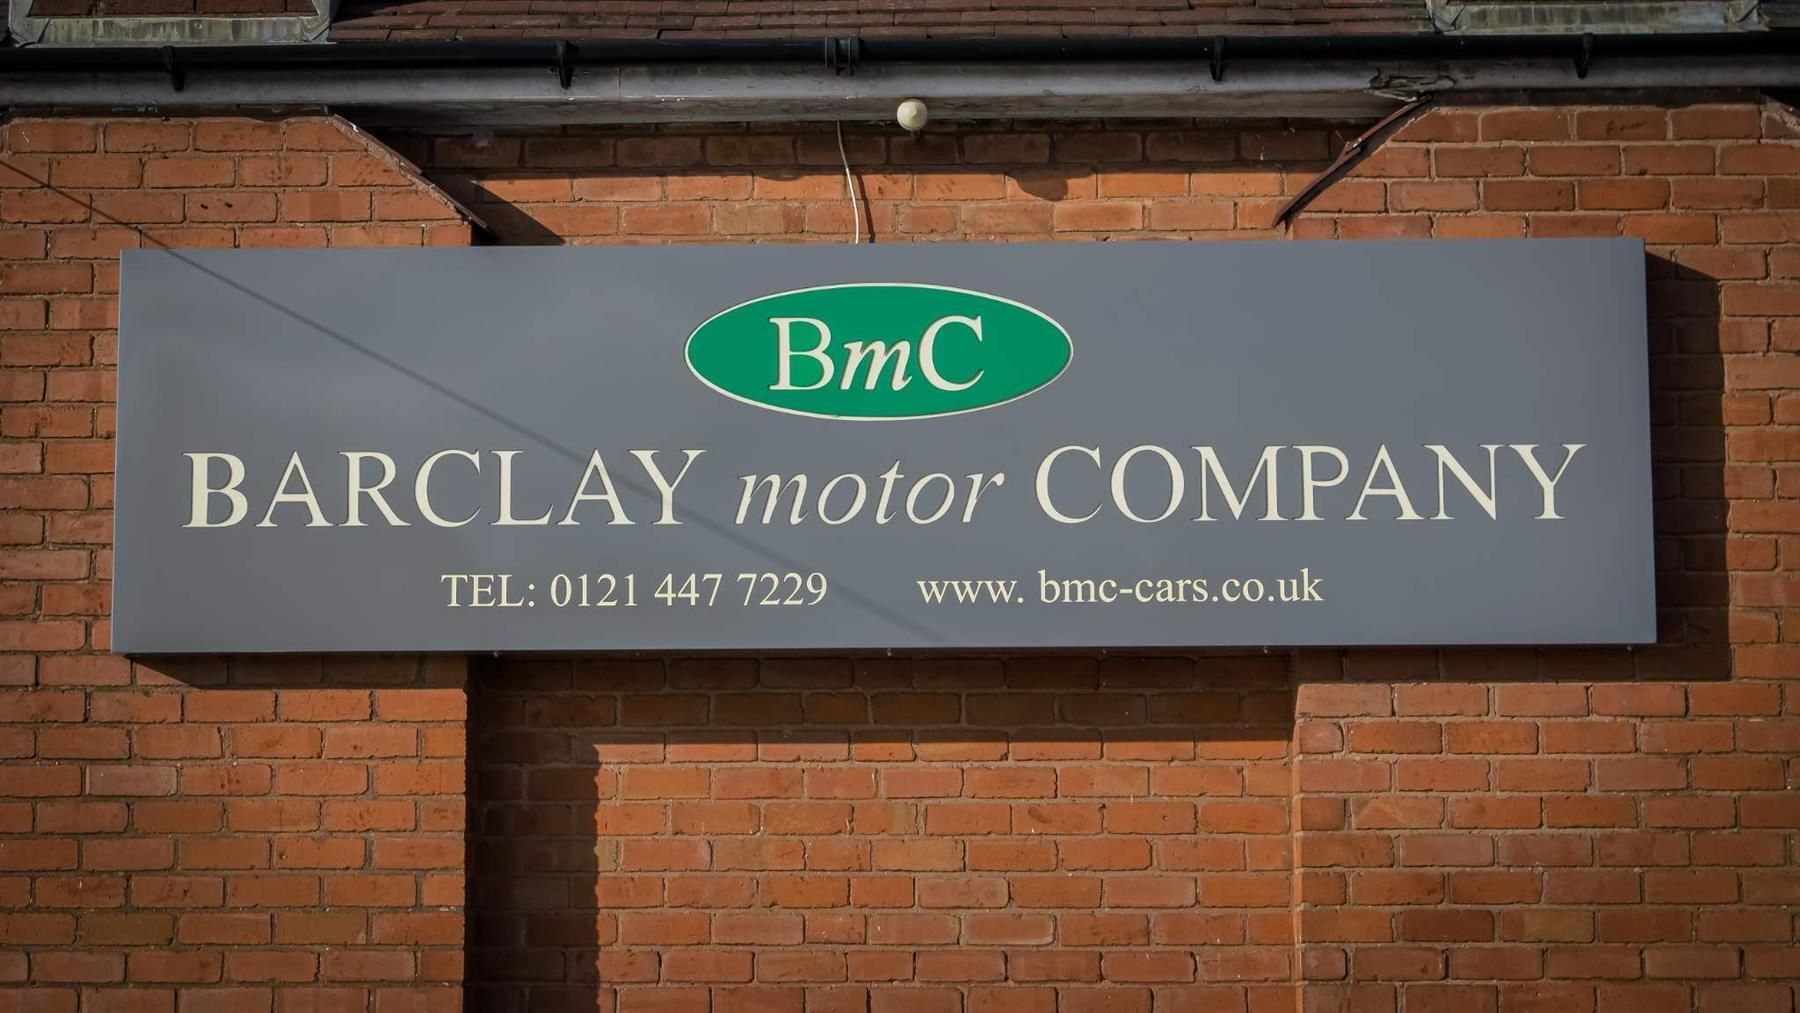 BmC
BARCLAY motor COMPANY
TEL: 0121 447 7229 www. bmc-cars.co.uk